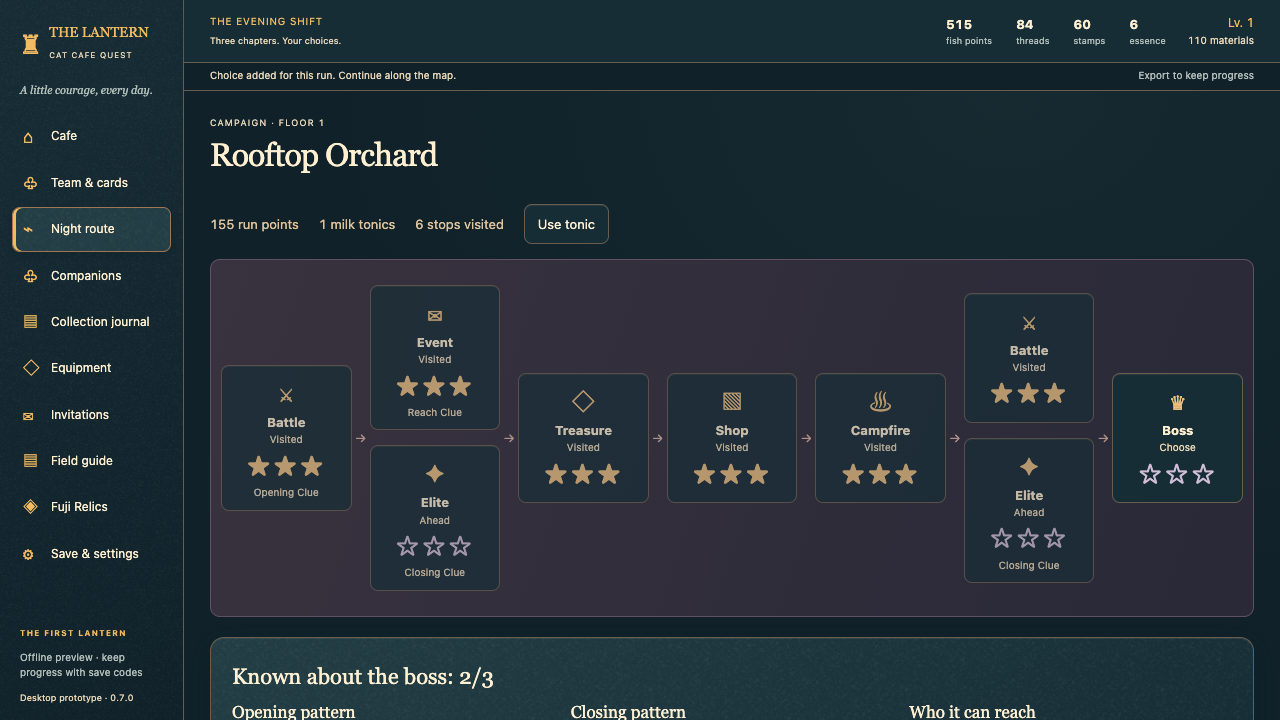 THE LANTERN
CAT CAFE QUEST
A little courage, every day.
Cafe
Team & cards
Night route
Companions
Collection journal
Equipment
Invitations
Field guide
Fuji Relics
Save & settings
THE FIRST LANTERN
Offline preview · keep
progress with save codes
Desktop prototype · 0.7.0
THE EVENING SHIFT
Three chapters. Your choices.
515
fish points
84
threads
60
stamps
6
essence
Lv. 1
110 materials
Choice added for this run. Continue along the map.
Export to keep progress
CAMPAIGN · FLOOR 1
Rooftop Orchard
155 run points
1 milk tonics
6 stops visited
Use tonic
Battle
Visited
Opening Clue
Event
Visited
Reach Clue
Elite
Ahead
Closing Clue
Treasure
Visited
Shop
Visited
Campfire
Visited
Battle
Visited
Elite
Ahead
Closing Clue
Boss
Choose
Known about the boss: 2/3
Opening pattern
Closing pattern
Who it can reach